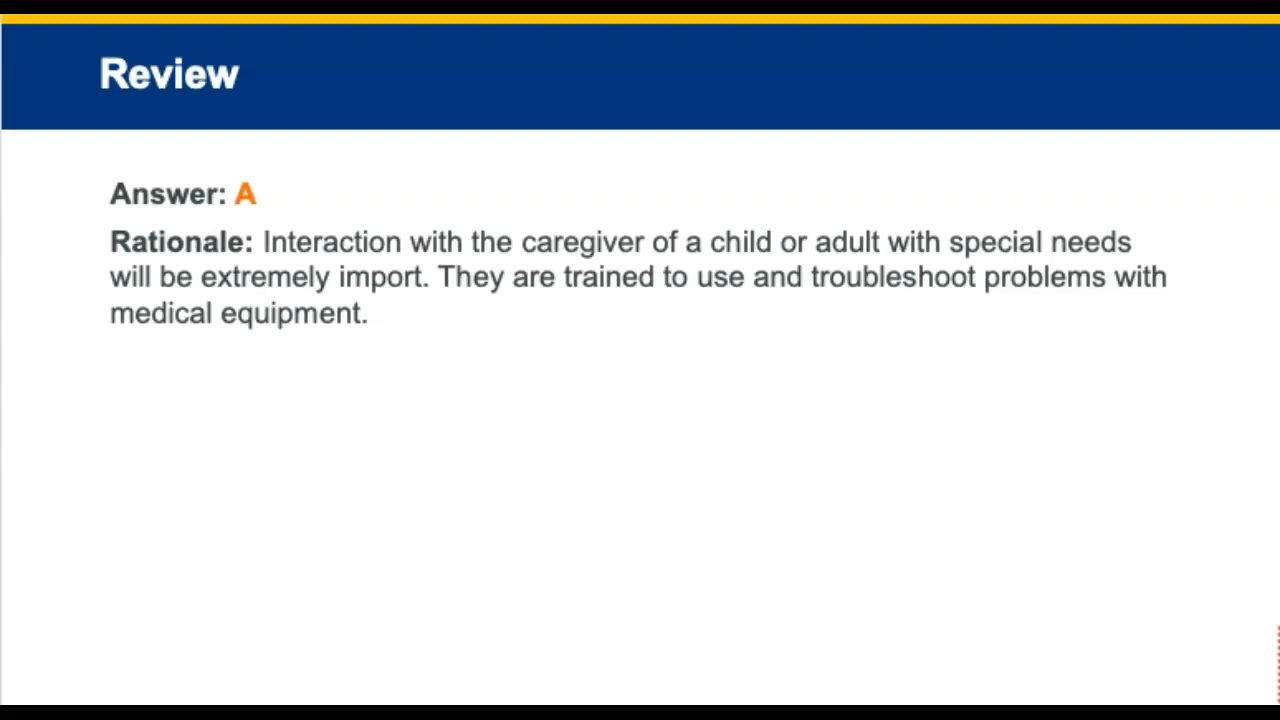 Review
Answer: A
Rationale: Interaction with the caregiver of a child or adult with special needs
will be extremely import. They are trained to use and troubleshoot problems with
medical equipment.